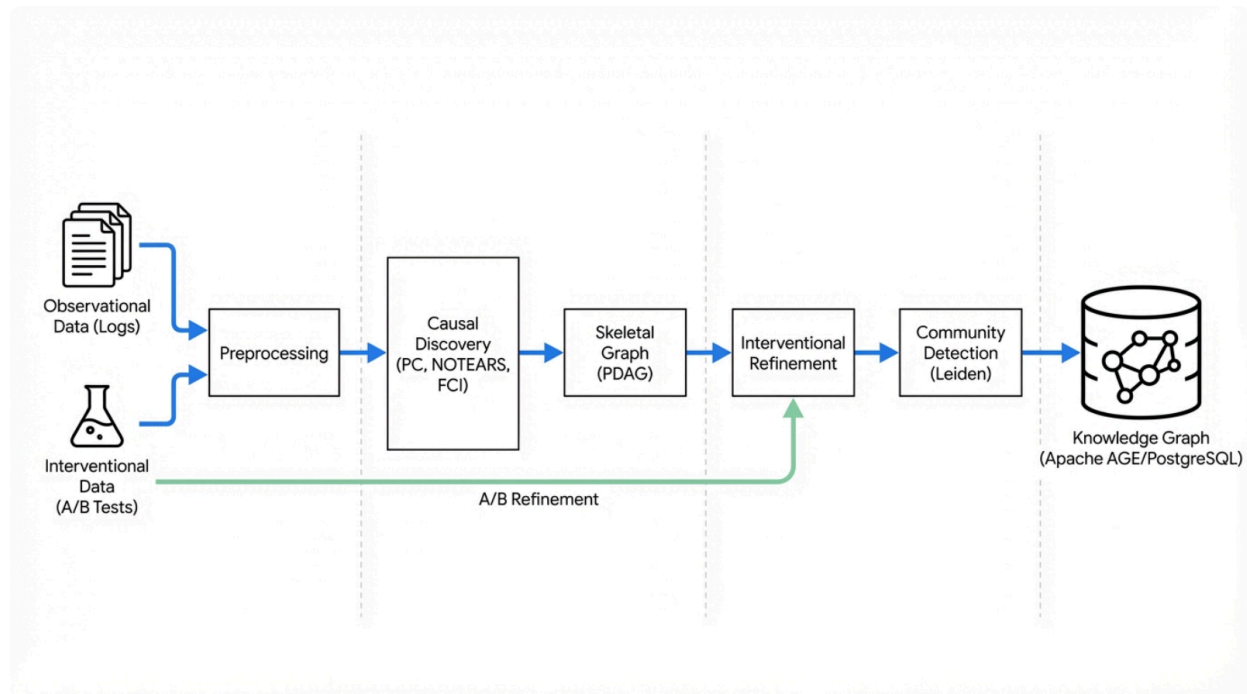 Observational
Data (Logs)
Interventional
Data
(A/B Tests)
Preprocessing
Causal
Discovery
(PC, NOTEARS,
FCI)
Skeletal
Graph
(PDAG)
Interventional
Refinement
Community
Detection
(Leiden)
Knowledge Graph
(Apache AGE/PostgreSQL)
A/B Refinement